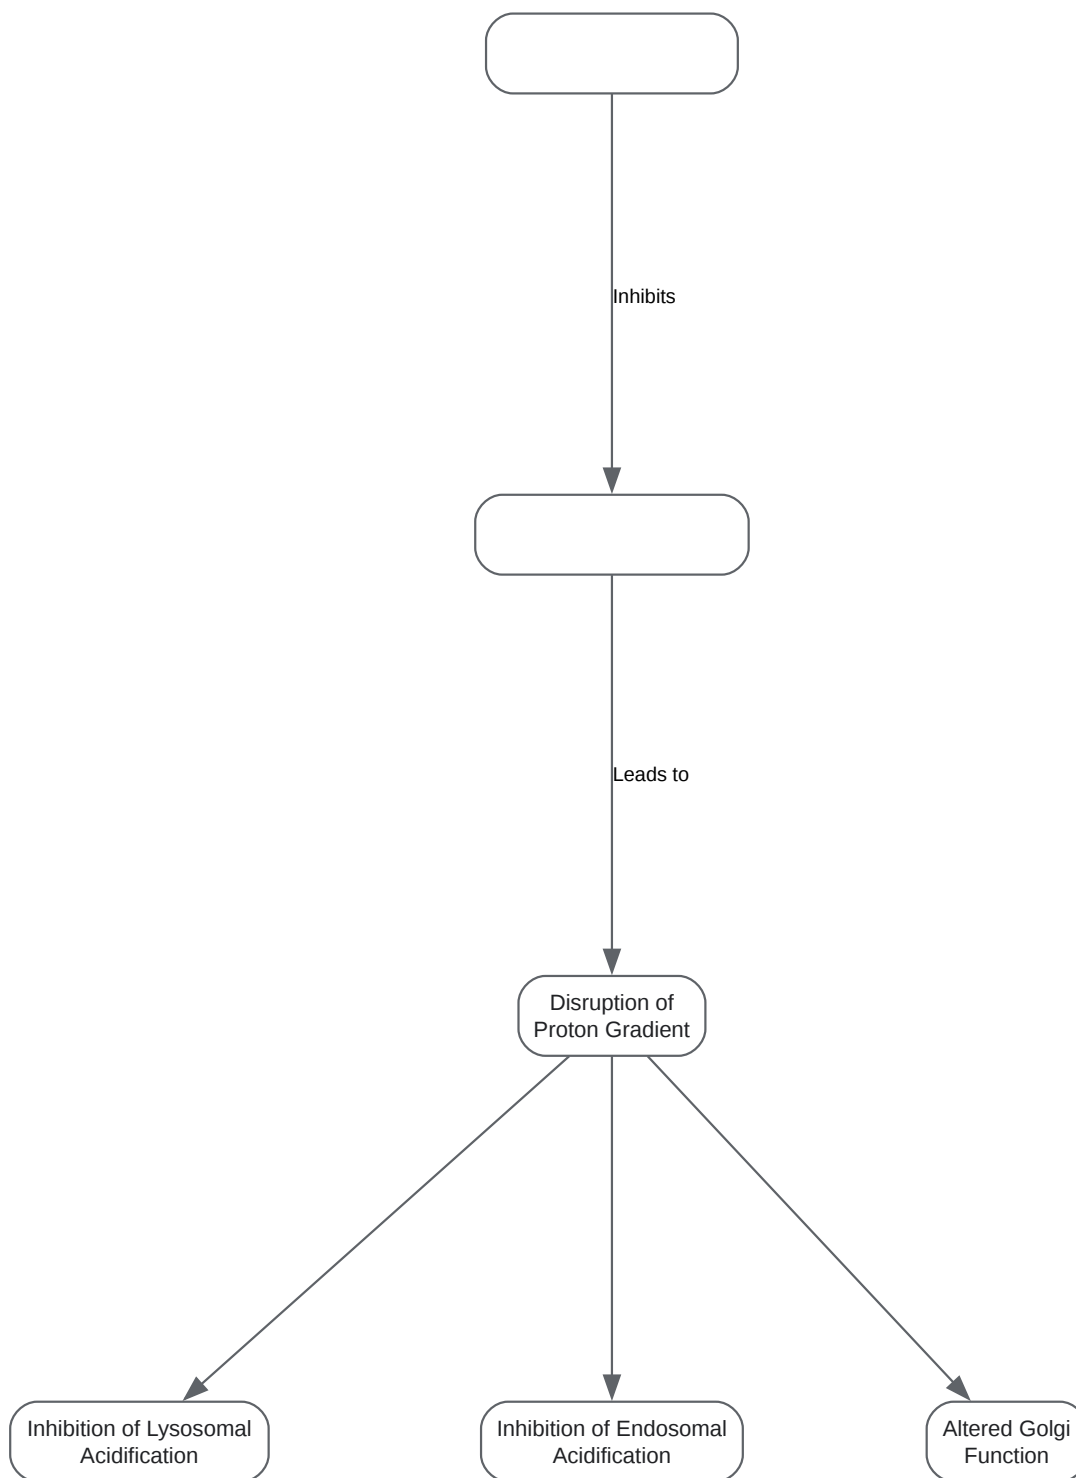 Inhibits
Leads to
Disruption of
Proton Gradient
Inhibition of Lysosomal
Acidification
Inhibition of Endosomal
Acidification
Altered Golgi
Function